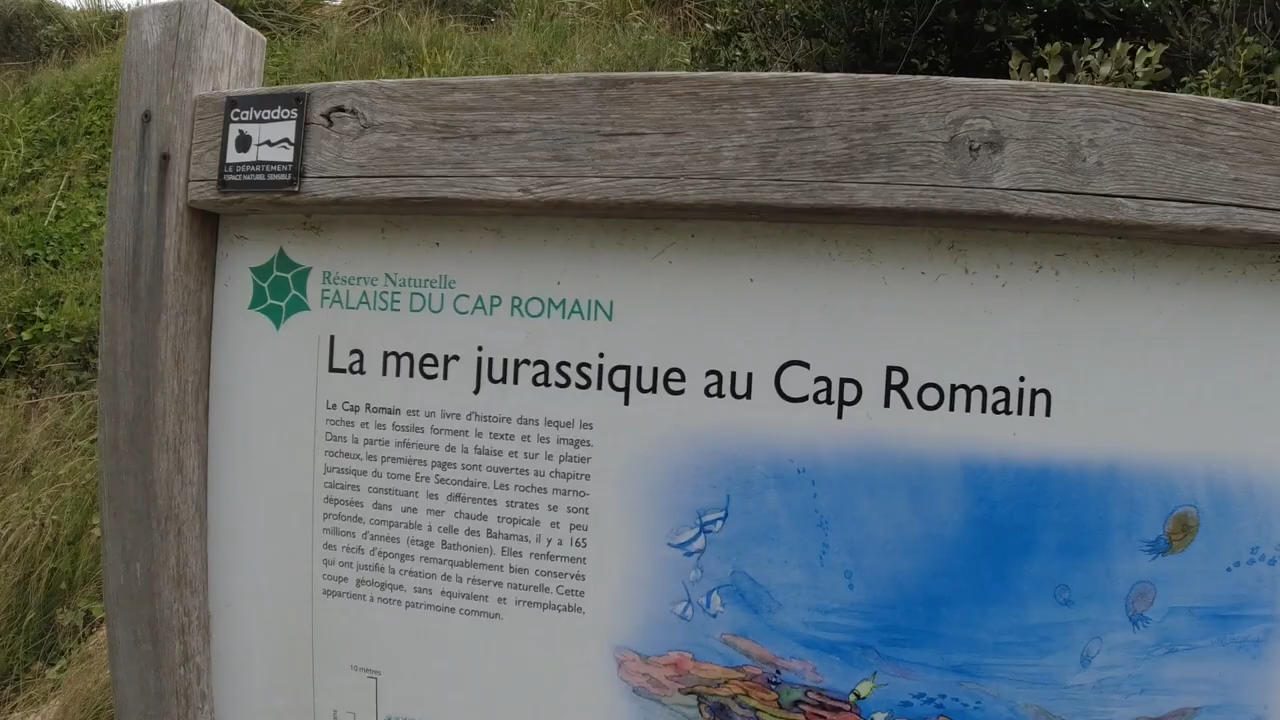 Calvados
LE DÉPARTEMENT
ESPACE NATUREL SENSIBLE
Réserve Naturelle
FALAISE DU CAP ROMAIN
La mer jurassique au Cap Romain
Le Cap Romain est un livre d'histoire dans lequel les
roches et les fossiles forment le texte et les images.
Dans la partie inférieure de la falaise et sur le platier
rocheux, les premières pages sont ouvertes au chapitre
Jurassique du tome Ere Secondaire. Les roches marno-
calcaires constituant les différentes strates se sont
déposées dans une mer chaude tropicale et peu
profonde, comparable à celle des Bahamas, il y a 165
millions d'années (étage Bathonien). Elles renferment
des récifs d'éponges remarquablement bien conservés
qui ont justifié la création de la réserve naturelle. Cette
coupe géologique, sans équivalent et irremplaçable,
appartient à notre patrimoine commun.
10 mètres